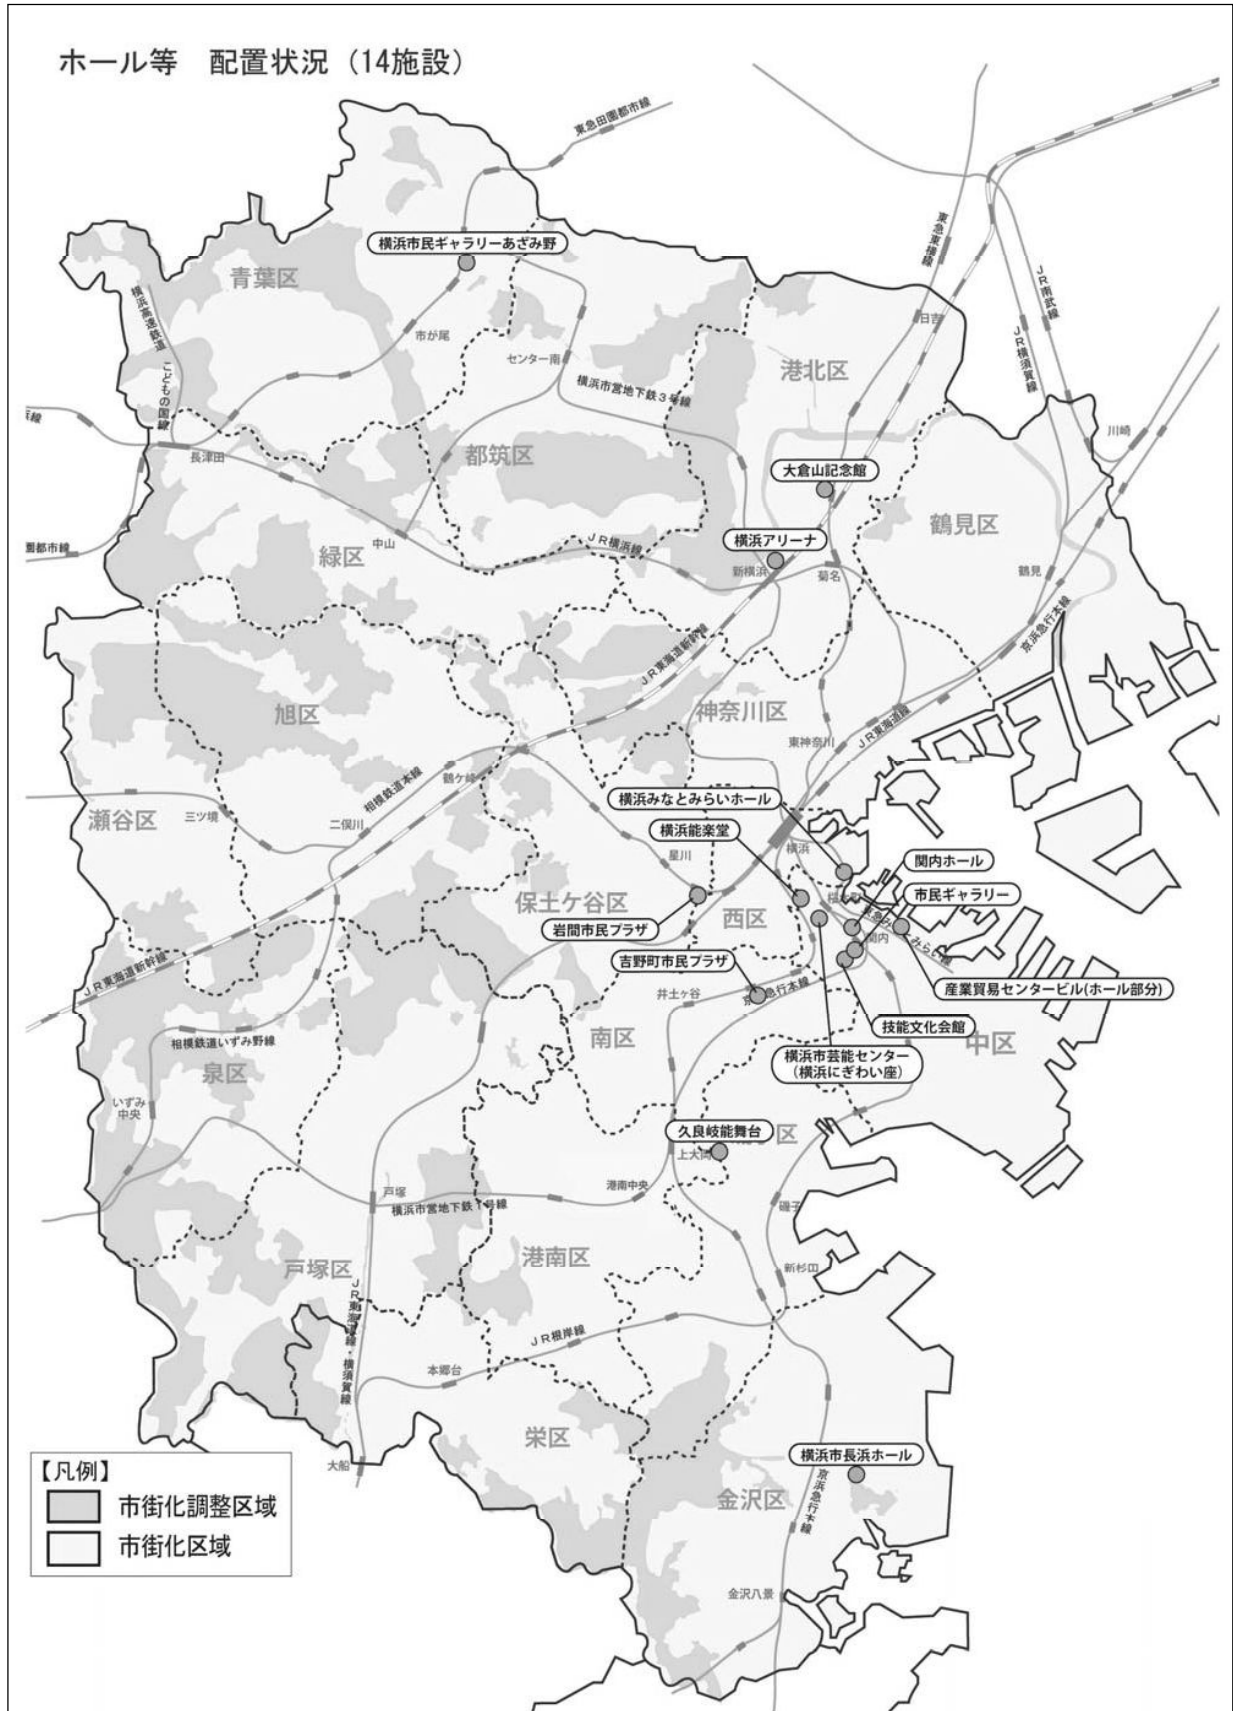 ホール等　配置状況（14施設）
東急田園都市線
横浜市民ギャラリーあざみ野
青葉区
横浜高速鉄道
こどもの国線
市が尾
センター南
横浜市営地下鉄３号線
東急東横線
日吉
ＪＲ南武線
ＪＲ横須賀線
港北区
川崎
長津田
都筑区
大倉山記念館
鶴見区
園都市線
中山
緑区
ＪＲ横浜線
横浜アリーナ
新横浜
菊名
鶴見
京浜急行本線
ＪＲ東海道新幹線
旭区
神奈川区
東神奈川
ＪＲ東海道線
鶴ケ峰
相模鉄道本線
瀬谷区
三ツ境
二俣川
横浜みなとみらいホール
横浜能楽堂
横浜
星川
関内ホール
市民ギャラリー
保土ケ谷区
西区
岩間市民プラザ
関内
吉野町市民プラザ
ＪＲ東海道新幹線
井土ヶ谷
産業貿易センタービル(ホール部分)
技能文化会館
相模鉄道いずみ野線
南区
中区
横浜市芸能センター
（横浜にぎわい座）
泉区
いずみ
中央
久良岐能舞台
区
上大岡
戸塚
横浜市営地下鉄１号線
港南中央
磯子
港南区
戸塚区
新杉田
ＪＲ東海道線・横須賀線
ＪＲ根岸線
本郷台
栄区
大船
横浜市長浜ホール
金沢区
京浜急行本線
【凡例】
市街化調整区域
市街化区域
金沢八景